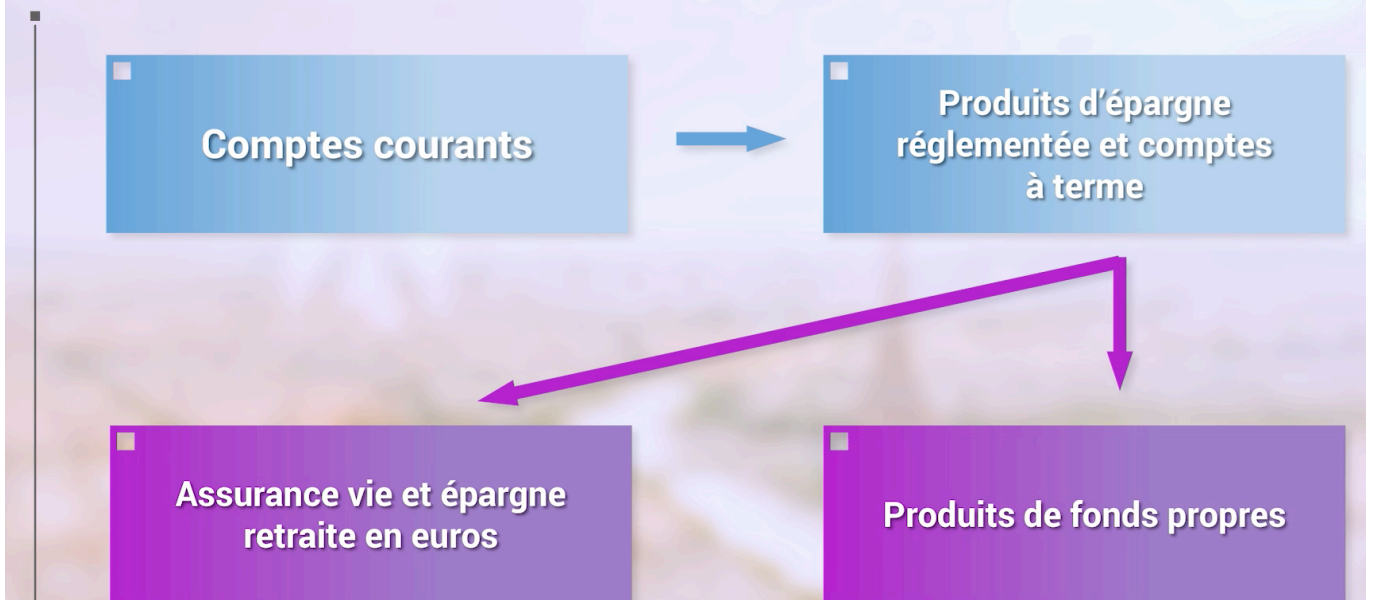 Comptes courants
Produits d’épargne
réglementée et comptes
à terme
Assurance vie et épargne
retraite en euros
Produits de fonds propres